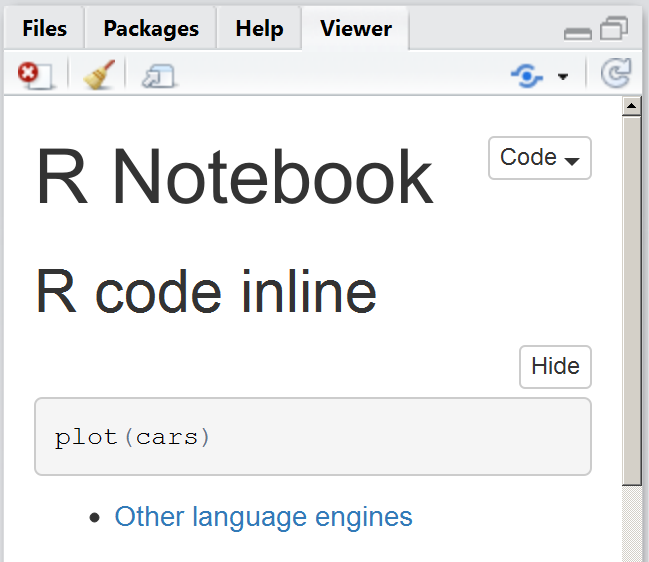 Files Packages Help Viewer
R Notebook
Code
R code inline
Hide
plot(cars)
Other language engines